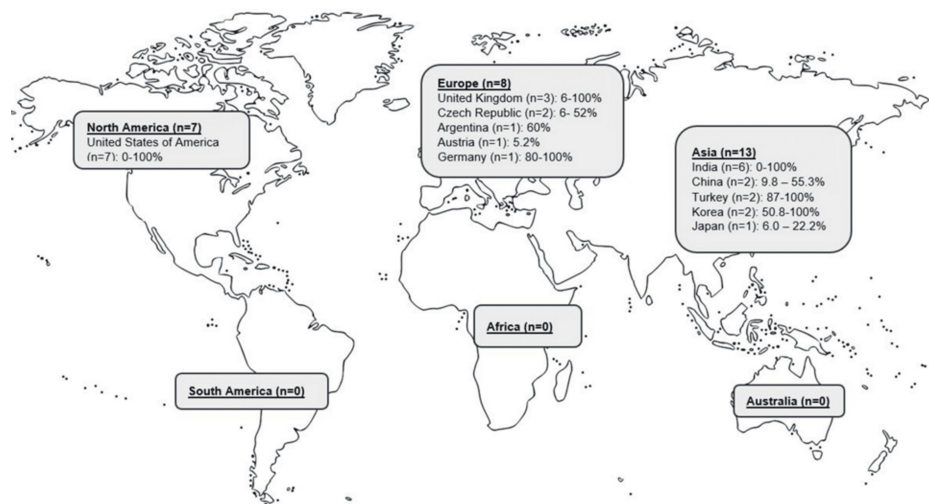 North America (n=7)
United States of America
(n=7): 0-100%
Europe (n=8)
United Kingdom (n=3): 6-100%
Czech Republic (n=2): 6- 52%
Argentina (n=1): 60%
Austria (n=1): 5.2%
Germany (n=1): 80-100%
Asia (n=13)
India (n=6): 0-100%
China (n=2): 9.8 – 55.3%
Turkey (n=2): 87-100%
Korea (n=2): 50.8-100%
Japan (n=1): 6.0 – 22.2%
Africa (n=0)
South America (n=0)
Australia (n=0)